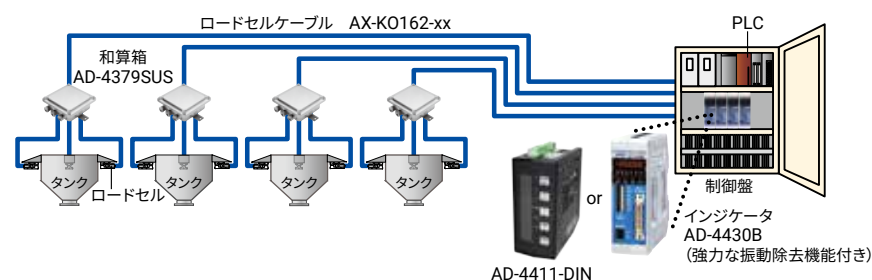 ロードセルケーブル AX-KO162-xx
PLC
和算箱
AD-4379SUS
タンク
タンク
タンク
タンク
ロードセル
or
制御盤
インジケータ
AD-4430B
（強力な振動除去機能付き）
AD-4411-DIN